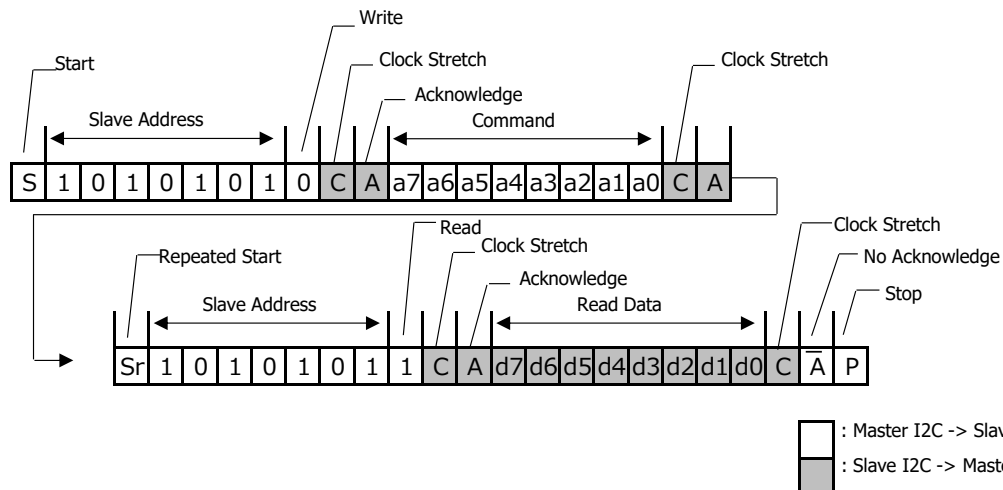 Write
Start
Clock Stretch
Clock Stretch
Acknowledge
Slave Address
Command
S 1 0 1 0 1 0 1 0 C A a7 a6 a5 a4 a3 a2 a1 a0 C A
Read
Clock Stretch
Clock Stretch
Repeated Start
No Acknowledge
Acknowledge
Stop
Slave Address
Read Data
Sr 1 0 1 0 1 0 1 1 C A d7 d6 d5 d4 d3 d2 d1 d0 C A̅ P
: Master I2C -> Slav
: Slave I2C -> Maste